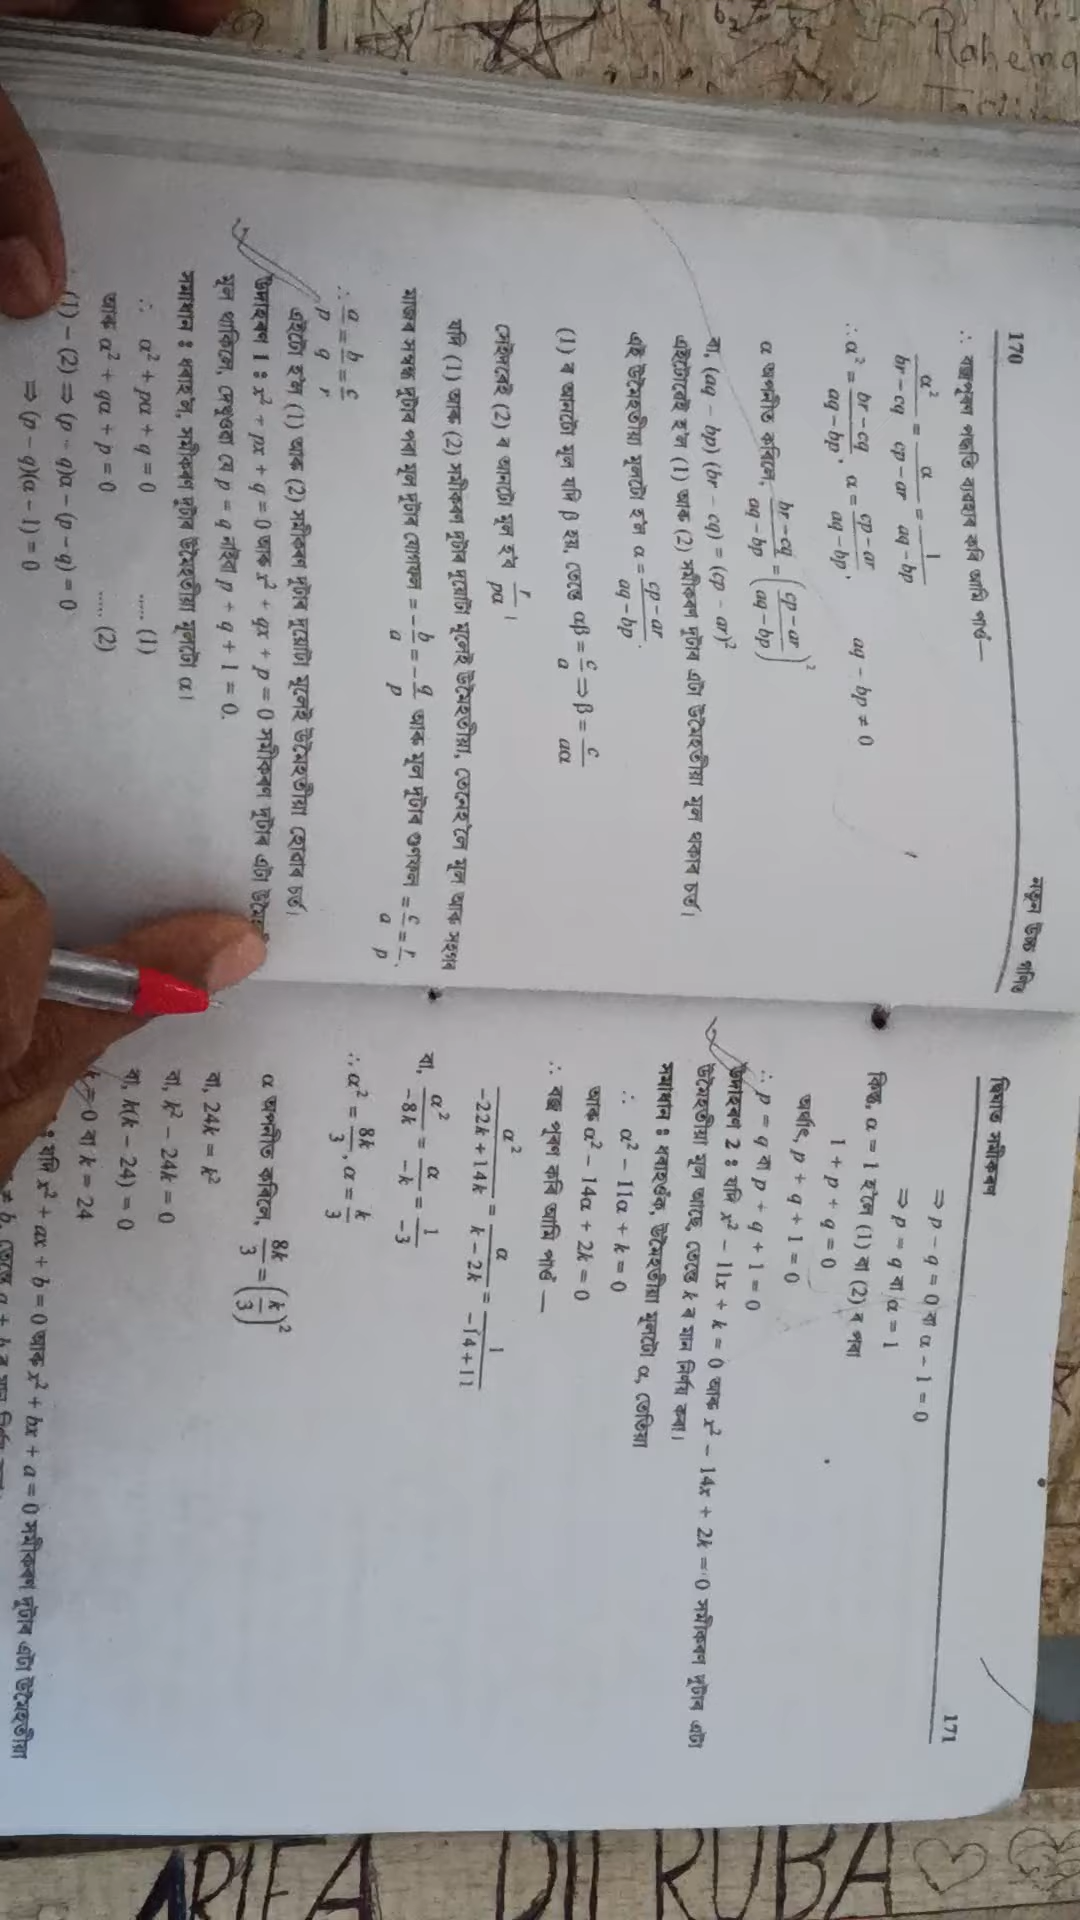 170
নতুন উচ্চ গণিত
∴ বজ্ৰপূৰণ পদ্ধতি ব্যৱহাৰ কৰি আমি পাওঁ—
α²/(br − cq) = α/(cp − ar) = 1/(aq − bp)
∴ α² = (br − cq)/(aq − bp), α = (cp − ar)/(aq − bp), aq − bp ≠ 0
α অপনীত কৰিলে, (br − cq)/(aq − bp) = ((cp − ar)/(aq − bp))²
বা, (aq − bp) (br − cq) = (cp − ar)²
এইটোৱেই হ'ল (1) আৰু (2) সমীকৰণ দুটাৰ এটা উমৈহতীয়া মূল থকাৰ চৰ্ত।
এই উমৈহতীয়া মূলটো হ'ল α = (cp − ar)/(aq − bp).
(1) ৰ আনটো মূল যদি β হয়, তেন্তে αβ = c/a ⇒ β = c/aα
সেইদৰেই (2) ৰ আনটো মূল হ'ব r/pα ।
যদি (1) আৰু (2) সমীকৰণ দুটাৰ দুয়োটা মূলেই উমৈহতীয়া, তেনেহ'লে মূল আৰু সহগৰ
মাজৰ সম্বন্ধ দুটাৰ পৰা মূল দুটাৰ যোগফল = −b/a = −q/p আৰু মূল দুটাৰ গুণফল = c/a = r/p.
∴ a/p = b/q = c/r
এইটো হ'ল (1) আৰু (2) সমীকৰণ দুটাৰ দুয়োটা মূলেই উমৈহতীয়া হোৱাৰ চৰ্ত।
উদাহৰণ 1 : x² + px + q = 0 আৰু x² + qx + p = 0 সমীকৰণ দুটাৰ এটা
মূল থাকিলে, দেখুওৱা যে p = q নাইবা p + q + 1 = 0.
সমাধান : ধৰাহ'ল, সমীকৰণ দুটাৰ উমৈহতীয়া মূলটো α।
∴ α² + pα + q = 0 ..... (1)
আৰু α² + qα + p = 0 ..... (2)
(1) − (2) ⇒ (p − q)α − (p − q) = 0
⇒ (p − q)(α − 1) = 0
দ্বিঘাত সমীকৰণ
171
⇒ p − q = 0 বা α − 1 = 0
⇒ p = q বা α = 1
কিন্তু, α = 1 হ'লে (1) বা (2) ৰ পৰা
1 + p + q = 0
অৰ্থাৎ, p + q + 1 = 0
∴ p = q বা p + q + 1 = 0
উদাহৰণ 2 : যদি x² − 11x + k = 0 আৰু x² − 14x + 2k = 0 সমীকৰণ দুটাৰ এটা
উমৈহতীয়া মূল আছে, তেন্তে k ৰ মান নিৰ্ণয় কৰা।
সমাধান : ধৰাহওঁক, উমৈহতীয়া মূলটো α, তেতিয়া
∴ α² − 11α + k = 0
আৰু α² − 14α + 2k = 0
∴ বজ্ৰ পূৰণ কৰি আমি পাওঁ —
α²/(−22k + 14k) = α/(k − 2k) = 1/(−14 + 11)
বা, α²/−8k = α/−k = 1/−3
∴ α² = 8k/3, α = k/3
α অপনীত কৰিলে, 8k/3 = (k/3)²
বা, 24k = k²
বা, k² − 24k = 0
বা, k(k − 24) = 0
k = 0 বা k = 24
: যদি x² + ax + b = 0 আৰু x² + bx + a = 0 সমীকৰণ দুটাৰ এটা উমৈহতীয়া
Rahema
ARIFA DILRUBA